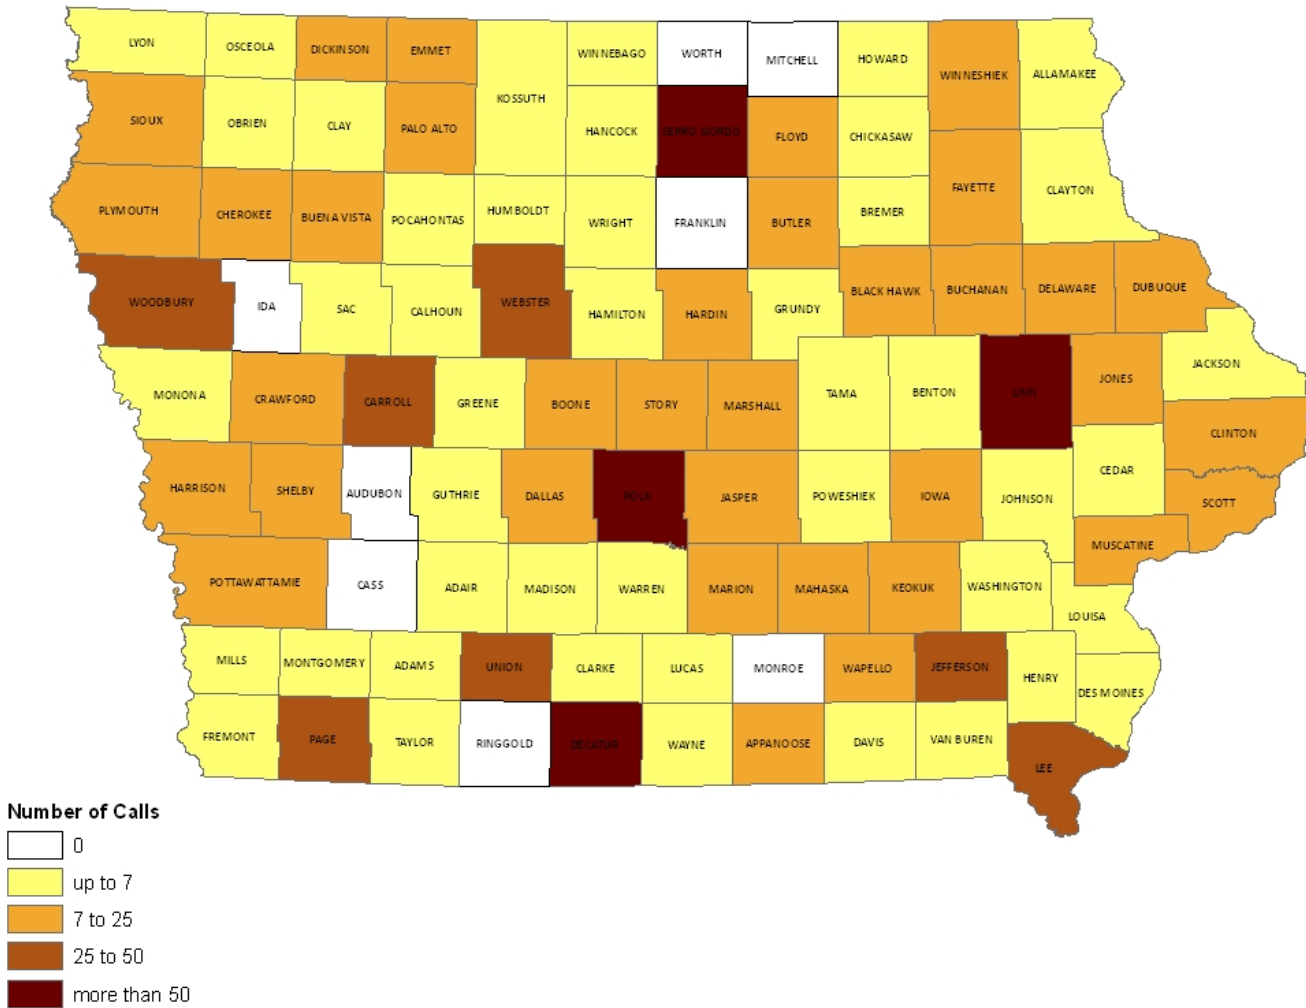 LYON
OSCEOLA
DICKINSON
EMMET
KOSSUTH
WINNEBAGO
WORTH
MITCHELL
HOWARD
WINNESHIEK
ALLAMAKEE
SIOUX
OBRIEN
CLAY
PALO ALTO
HANCOCK
CERRO GORDO
FLOYD
CHICKASAW
PLYMOUTH
CHEROKEE
BUENA VISTA
POCAHONTAS
HUMBOLDT
WRIGHT
FRANKLIN
BUTLER
BREMER
FAYETTE
CLAYTON
WOODBURY
IDA
SAC
CALHOUN
WEBSTER
HAMILTON
HARDIN
GRUNDY
BLACK HAWK
BUCHANAN
DELAWARE
DUBUQUE
MONONA
CRAWFORD
CARROLL
GREENE
BOONE
STORY
MARSHALL
TAMA
BENTON
LINN
JONES
JACKSON
CLINTON
HARRISON
SHELBY
AUDUBON
GUTHRIE
DALLAS
POLK
JASPER
POWESHIEK
IOWA
JOHNSON
CEDAR
SCOTT
MUSCATINE
POTTAWATTAMIE
CASS
ADAIR
MADISON
WARREN
MARION
MAHASKA
KEOKUK
WASHINGTON
LOUISA
MILLS
MONTGOMERY
ADAMS
UNION
CLARKE
LUCAS
MONROE
WAPELLO
JEFFERSON
HENRY
DES MOINES
FREMONT
PAGE
TAYLOR
RINGGOLD
DECATUR
WAYNE
APPANOOSE
DAVIS
VAN BUREN
LEE
Number of Calls
0
up to 7
7 to 25
25 to 50
more than 50